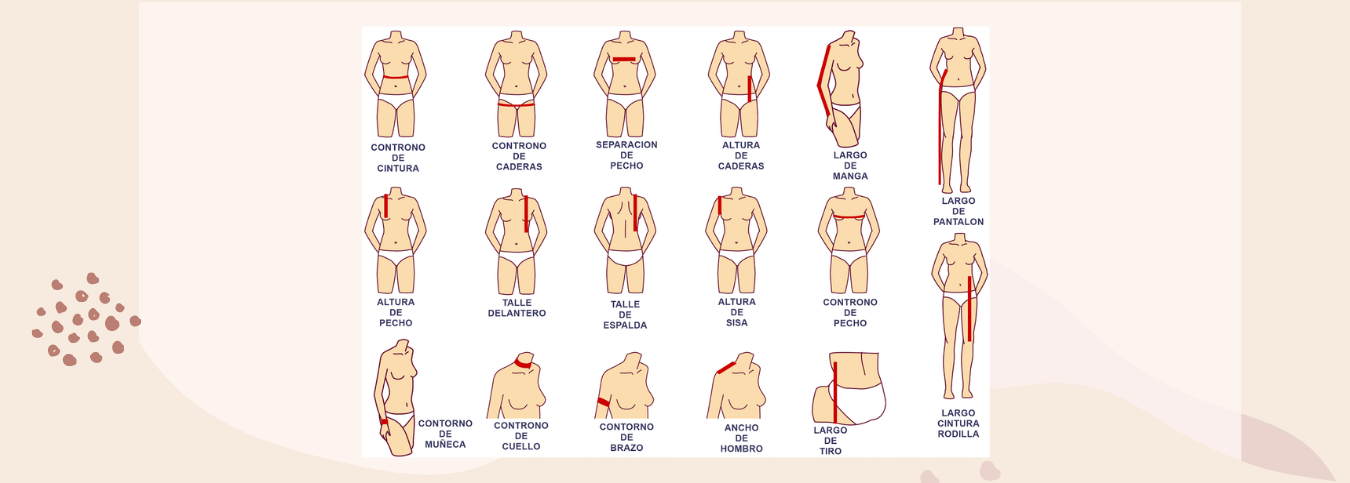 CONTRONO
DE
CINTURA
CONTRONO
DE
CADERAS
SEPARACION
DE
PECHO
ALTURA
DE
CADERAS
LARGO
DE
MANGA
LARGO
DE
PANTALON
ALTURA
DE
PECHO
TALLE
DELANTERO
TALLE
DE
ESPALDA
ALTURA
DE
SISA
CONTRONO
DE
PECHO
CONTORNO
DE
MUÑECA
CONTRONO
DE
CUELLO
CONTORNO
DE
BRAZO
ANCHO
DE
HOMBRO
LARGO
DE
TIRO
LARGO
CINTURA
RODILLA